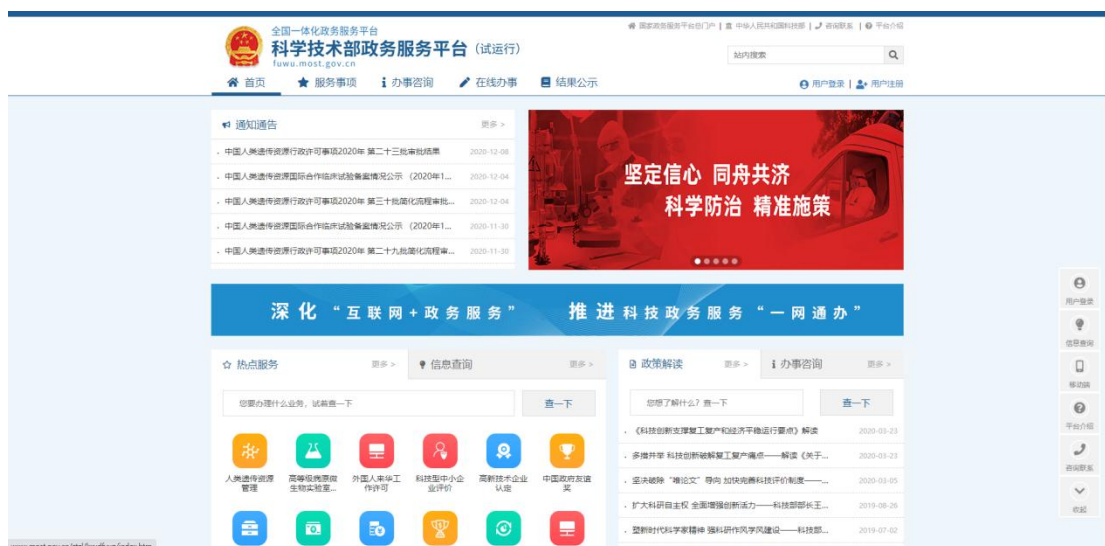 全国一体化政务服务平台
科学技术部政务服务平台（试运行）
fuwu.most.gov.cn
国家政务服务平台总门户 | 中华人民共和国科技部 | 咨询联系 | 平台介绍
站内搜索
首页 服务事项 办事咨询 在线办事 结果公示
用户登录 | 用户注册
通知通告 更多 >
中国人类遗传资源行政许可事项2020年 第二十三批审批结果 2020-12-08
中国人类遗传资源国际合作临床试验备案情况公示 （2020年1... 2020-12-04
中国人类遗传资源行政许可事项2020年 第三十批简化流程审批... 2020-12-04
中国人类遗传资源国际合作临床试验备案情况公示 （2020年1... 2020-11-30
中国人类遗传资源行政许可事项2020年 第二十九批简化流程审... 2020-11-30
坚定信心 同舟共济
科学防治 精准施策
深化“互联网+政务服务” 推进科技政务服务“一网通办”
热点服务 更多 > 信息查询 更多 >
您要办理什么业务，试着查一下 查一下
人类遗传资源
管理
高等级病原微
生物实验室...
外国人来华工
作许可
科技型中小企
业评价
高新技术企业
认定
中国政府友谊
奖
政策解读 更多 > 办事咨询 更多 >
您想了解什么？查一下 查一下
《科技创新支撑复工复产和经济平稳运行要点》解读 2020-03-23
多措并举 科技创新破解复工复产痛点——解读《关于... 2020-03-23
坚决破除“唯论文”导向 加快完善科技评价制度——... 2020-03-05
扩大科研自主权 全面增强创新活力——科技部部长王... 2019-08-26
塑新时代科学家精神 强科研作风学风建设——科技部... 2019-07-02
用户登录
信息查询
移动端
平台介绍
咨询联系
收起